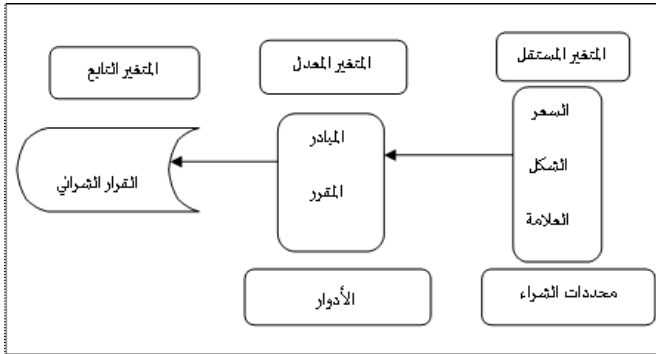 المتغير المستقل
المتغير المعدل
المتغير التابع
السعر
الشكل
العلامة
المبادر
المقرر
القرار الشرائي
محددات الشراء
الأدوار